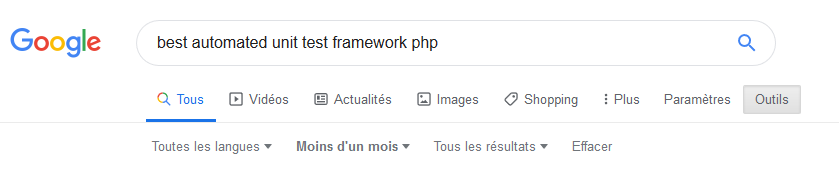 Google
best automated unit test framework php
Tous Vidéos Actualités Images Shopping Plus Paramètres Outils
Toutes les langues Moins d'un mois Tous les résultats Effacer